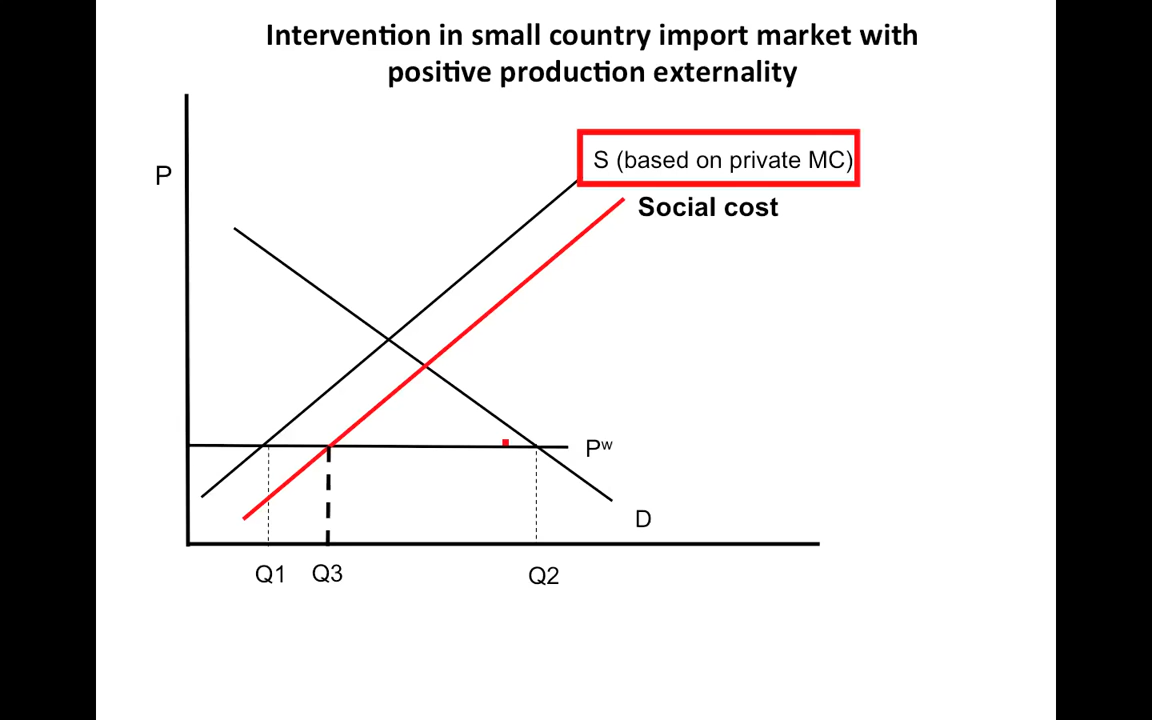 Intervention in small country import market with
positive production externality
P
S (based on private MC)
Social cost
Pʷ
D
Q1 Q3 Q2